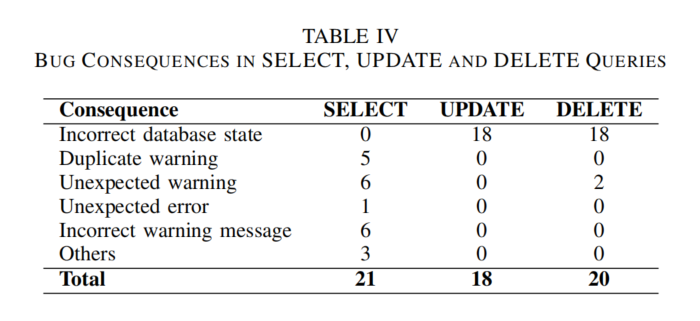 TABLE IV
BUG CONSEQUENCES IN SELECT, UPDATE AND DELETE QUERIES
Consequence SELECT UPDATE DELETE
Incorrect database state 0 18 18
Duplicate warning 5 0 0
Unexpected warning 6 0 2
Unexpected error 1 0 0
Incorrect warning message 6 0 0
Others 3 0 0
Total 21 18 20